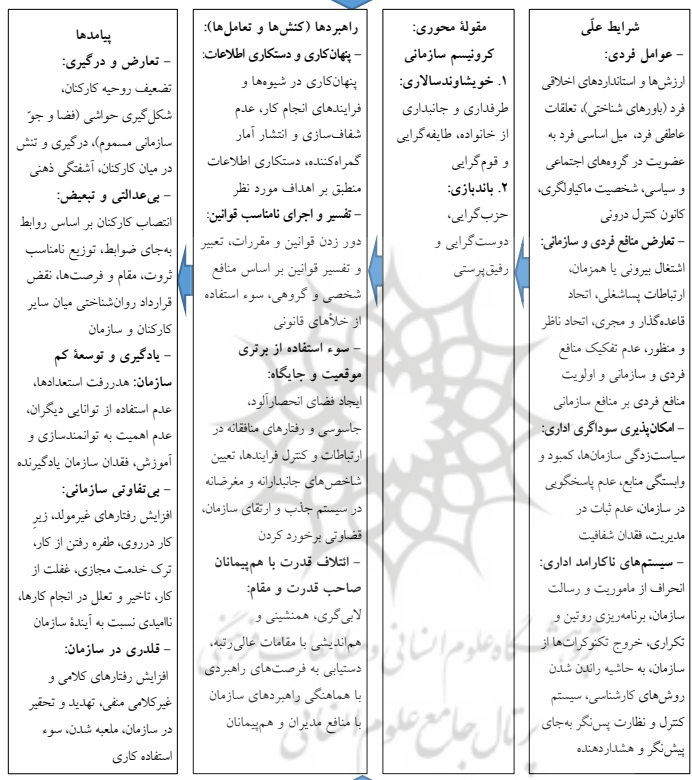 شرایط علّی
- عوامل فردی:
ارزش‌ها و استانداردهای اخلاقی
فرد (باورهای شناختی)، تعلقات
عاطفی فرد، میل اساسی فرد به
عضویت در گروه‌های اجتماعی
و سیاسی، شخصیت ماکیاولگری،
کانون کنترل درونی
- تعارض منافع فردی و سازمانی:
اشتغال بیرونی یا همزمان،
ارتباطات پساشغلی، اتحاد
قاعده‌گذار و مجری، اتحاد ناظر
و منظور، عدم تفکیک منافع
فردی و سازمانی و اولویت
منافع فردی بر منافع سازمانی
- امکان‌پذیری سوداگری اداری:
سیاست‌زدگی سازمان‌ها، کمبود و
وابستگی منابع، عدم پاسخگویی
در سازمان، عدم ثبات در
مدیریت، فقدان شفافیت
- سیستم‌های ناکارامد اداری:
انحراف از ماموریت و رسالت
سازمان، برنامه‌ریزی روتین و
تکراری، خروج تکنوکرات‌ها از
سازمان، به حاشیه راندن شدن
روش‌های کارشناسی، سیستم
کنترل و نظارت پس‌نگر به‌جای
پیش‌نگر و هشداردهنده
مقولۀ محوری:
کرونیسم سازمانی
۱. خویشاوندسالاری:
طرفداری و جانبداری
از خانواده، طایفه‌گرایی
و قوم‌گرایی
۲. باندبازی:
حزب‌گرایی،
دوست‌گرایی و
رفیق‌پرستی
راهبردها (کنش‌ها و تعامل‌ها):
- پنهان‌کاری و دستکاری اطلاعات:
پنهان‌کاری در شیوه‌ها و
فرایندهای انجام کار، عدم
شفاف‌سازی و انتشار آمار
گمراه‌کننده، دستکاری اطلاعات
منطبق بر اهداف مورد نظر
- تفسیر و اجرای نامناسب قوانین:
دور زدن قوانین و مقررات، تعبیر
و تفسیر قوانین بر اساس منافع
شخصی و گروهی، سوء استفاده
از خلأهای قانونی
- سوء استفاده از برتری
موقعیت و جایگاه:
ایجاد فضای انحصارآلود،
جاسوسی و رفتارهای منافقانه در
ارتباطات و کنترل فرایندها، تعیین
شاخص‌های جانبدارانه و مغرضانه
در سیستم جذب و ارتقای سازمان،
قضاوتی برخورد کردن
- ائتلاف قدرت با هم‌پیمانان
صاحب قدرت و مقام:
لابی‌گری، همنشینی و
هم‌اندیشی با مقامات عالی‌رتبه،
دستیابی به فرصت‌های راهبردی
با هماهنگی راهبردهای سازمان
با منافع مدیران و هم‌پیمانان
پیامدها
- تعارض و درگیری:
تضعیف روحیه کارکنان،
شکل‌گیری حواشی (فضا و جوّ
سازمانی مسموم)، درگیری و تنش
در میان کارکنان، آشفتگی ذهنی
- بی‌عدالتی و تبعیض:
انتصاب کارکنان بر اساس روابط
به‌جای ضوابط، توزیع نامناسب
ثروت، مقام و فرصت‌ها، نقض
قرارداد روان‌شناختی میان سایر
کارکنان و سازمان
- یادگیری و توسعۀ کم
سازمان: هدررفت استعدادها،
عدم استفاده از توانایی دیگران،
عدم اهمیت به توانمندسازی و
آموزش، فقدان سازمان یادگیرنده
- بی‌تفاوتی سازمانی:
افزایش رفتارهای غیرمولد، زیرِ
کار درروی، طفره رفتن از کار،
ترک خدمت مجازی، غفلت از
کار، تاخیر و تعلل در انجام کارها،
ناامیدی نسبت به آیندۀ سازمان
- قلدری در سازمان:
افزایش رفتارهای کلامی و
غیرکلامی منفی، تهدید و تحقیر
در سازمان، ملعبه شدن، سوء
استفاده کاری
پژوهشگاه علوم انسانی و مطالعات فرهنگی
پرتال جامع علوم انسانی